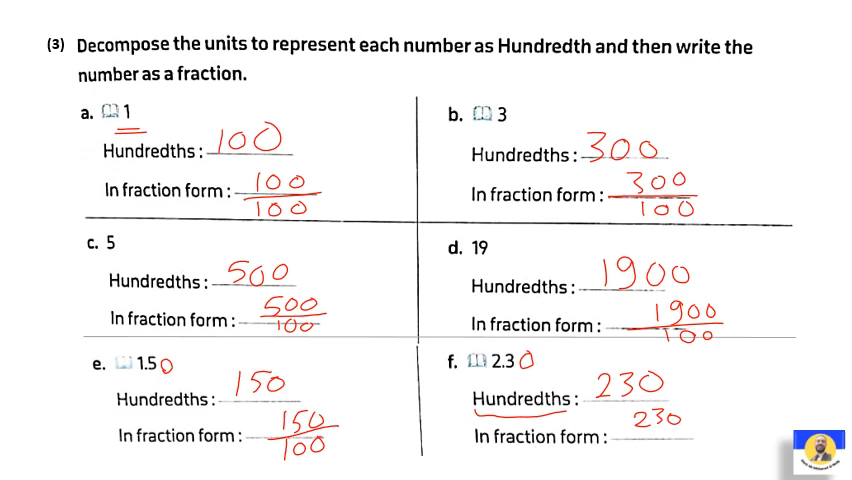 (3) Decompose the units to represent each number as Hundredth and then write the
number as a fraction.
a. 1
Hundredths : 100
In fraction form : 100/100
b. 3
Hundredths : 300
In fraction form : 300/100
c. 5
Hundredths : 500
In fraction form : 500/100
d. 19
Hundredths : 1900
In fraction form : 1900/100
e. 1.50
Hundredths : 150
In fraction form : 150/100
f. 2.30
Hundredths : 230
In fraction form : 230